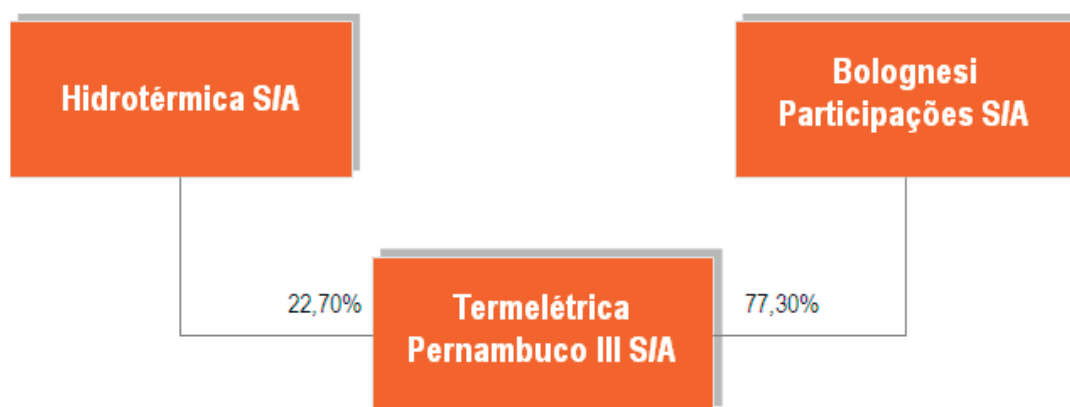 Hidrotérmica S/A
Bolognesi
Participações S/A
22,70%
Termelétrica
Pernambuco III S/A
77,30%